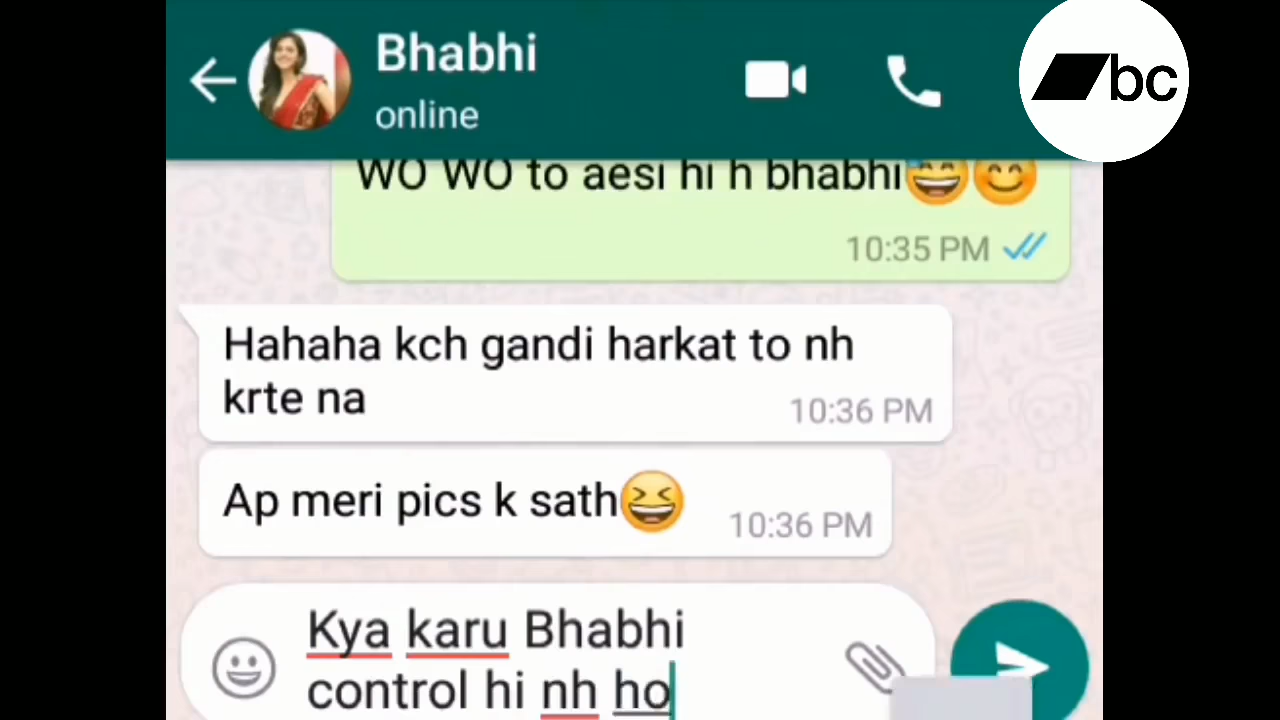 Bhabhi
online
bc
WO WO to aesi hi h bhabhi😅😊
10:35 PM
Hahaha kch gandi harkat to nh
krte na
10:36 PM
Ap meri pics k sath😆
10:36 PM
Kya karu Bhabhi
control hi nh ho